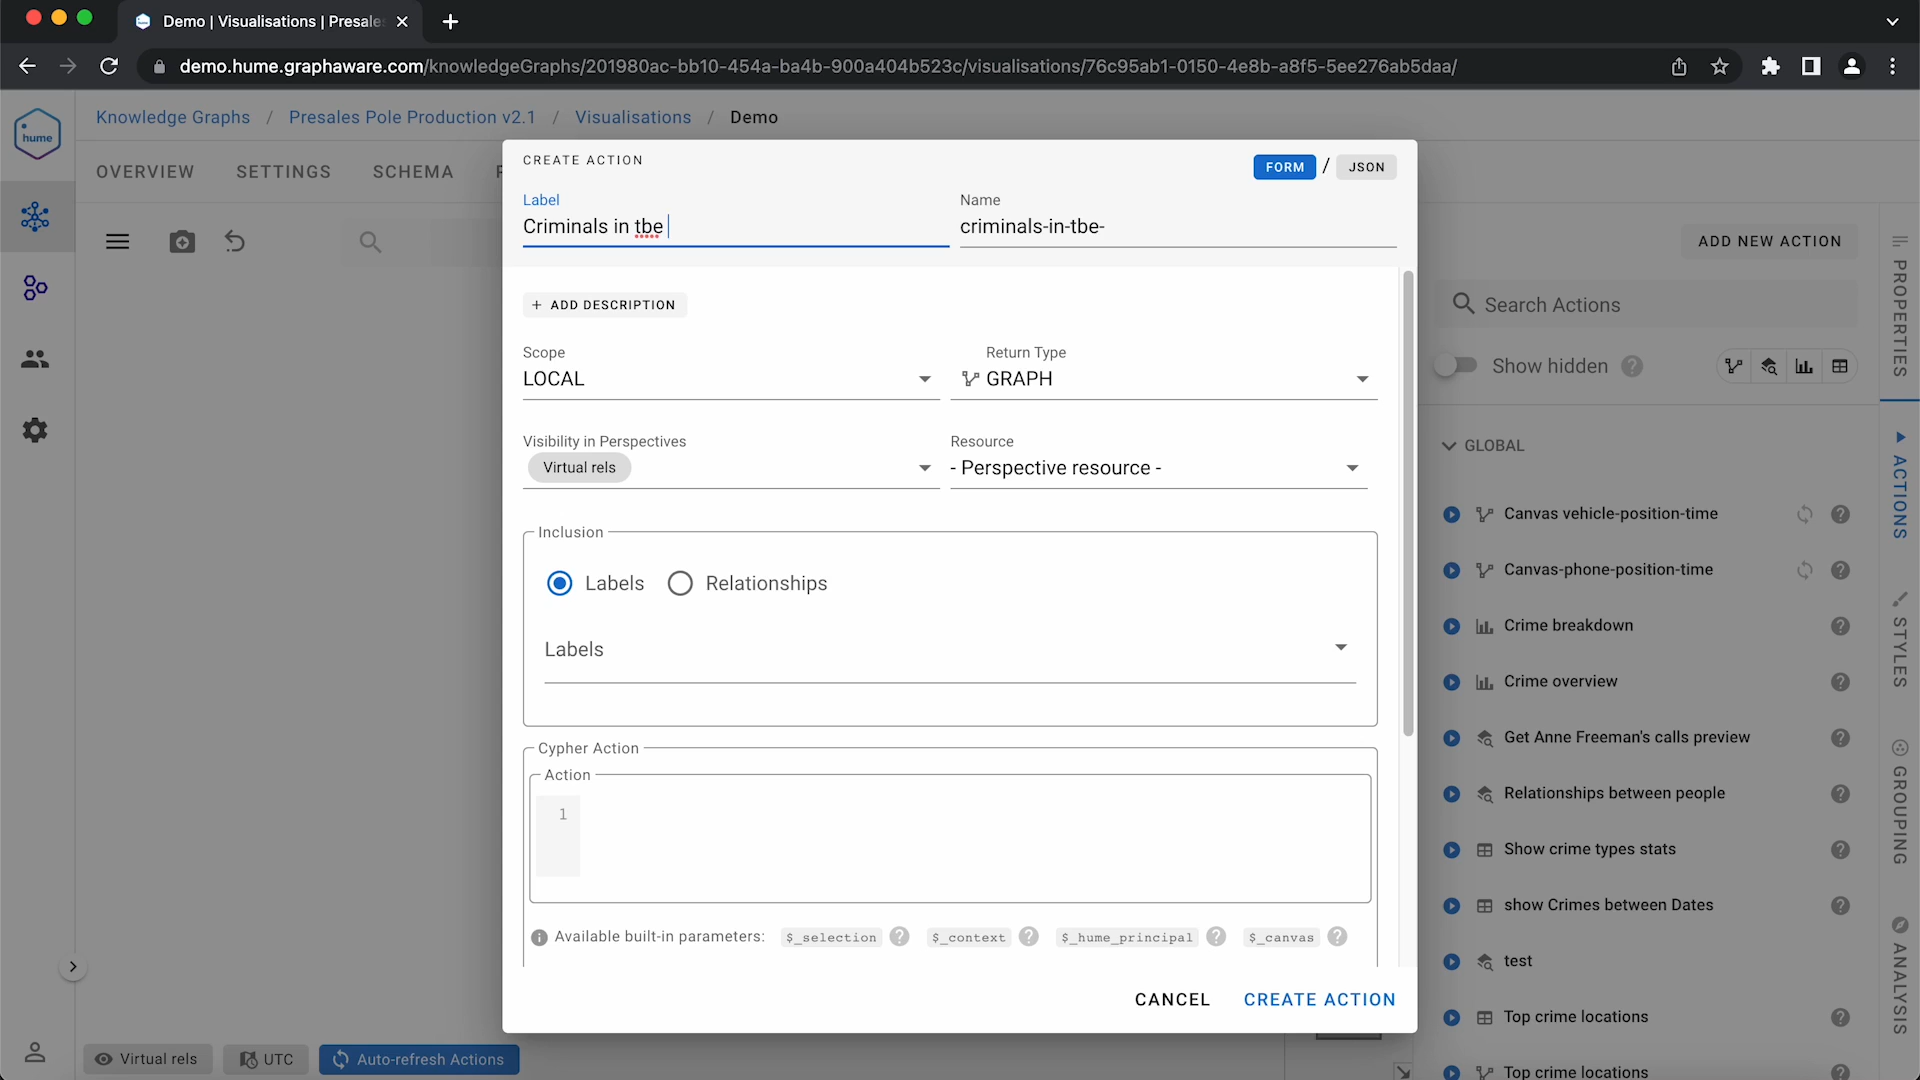 Demo | Visualisations | Presale
demo.hume.graphaware.com/knowledgeGraphs/201980ac-bb10-454a-ba4b-900a404b523c/visualisations/76c95ab1-0150-4e8b-a8f5-5ee276ab5daa/
hume
Knowledge Graphs / Presales Pole Production v2.1 / Visualisations / Demo
OVERVIEW SETTINGS SCHEMA
CREATE ACTION
FORM / JSON
Label
Criminals in tbe
Name
criminals-in-tbe-
+ ADD DESCRIPTION
Scope
LOCAL
Return Type
GRAPH
Visibility in Perspectives
Virtual rels
Resource
- Perspective resource -
Inclusion
Labels Relationships
Labels
Cypher Action
Action
1
Available built-in parameters: $_selection ? $_context ? $_hume_principal ? $_canvas ?
CANCEL CREATE ACTION
ADD NEW ACTION
Search Actions
Show hidden ?
GLOBAL
Canvas vehicle-position-time ?
Canvas-phone-position-time ?
Crime breakdown ?
Crime overview ?
Get Anne Freeman's calls preview ?
Relationships between people ?
Show crime types stats ?
show Crimes between Dates ?
test
Top crime locations ?
Top crime locations ?
PROPERTIES
ACTIONS
STYLES
GROUPING
ANALYSIS
Virtual rels UTC Auto-refresh Actions